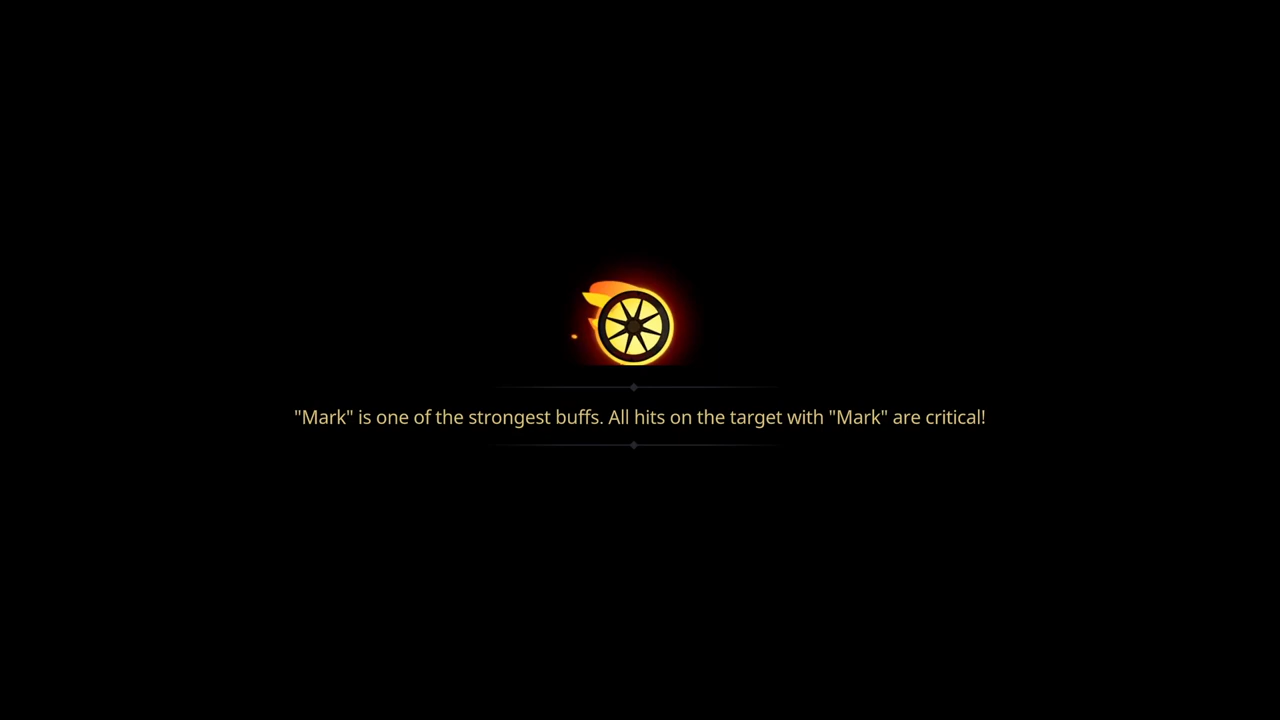 "Mark" is one of the strongest buffs. All hits on the target with "Mark" are critical!